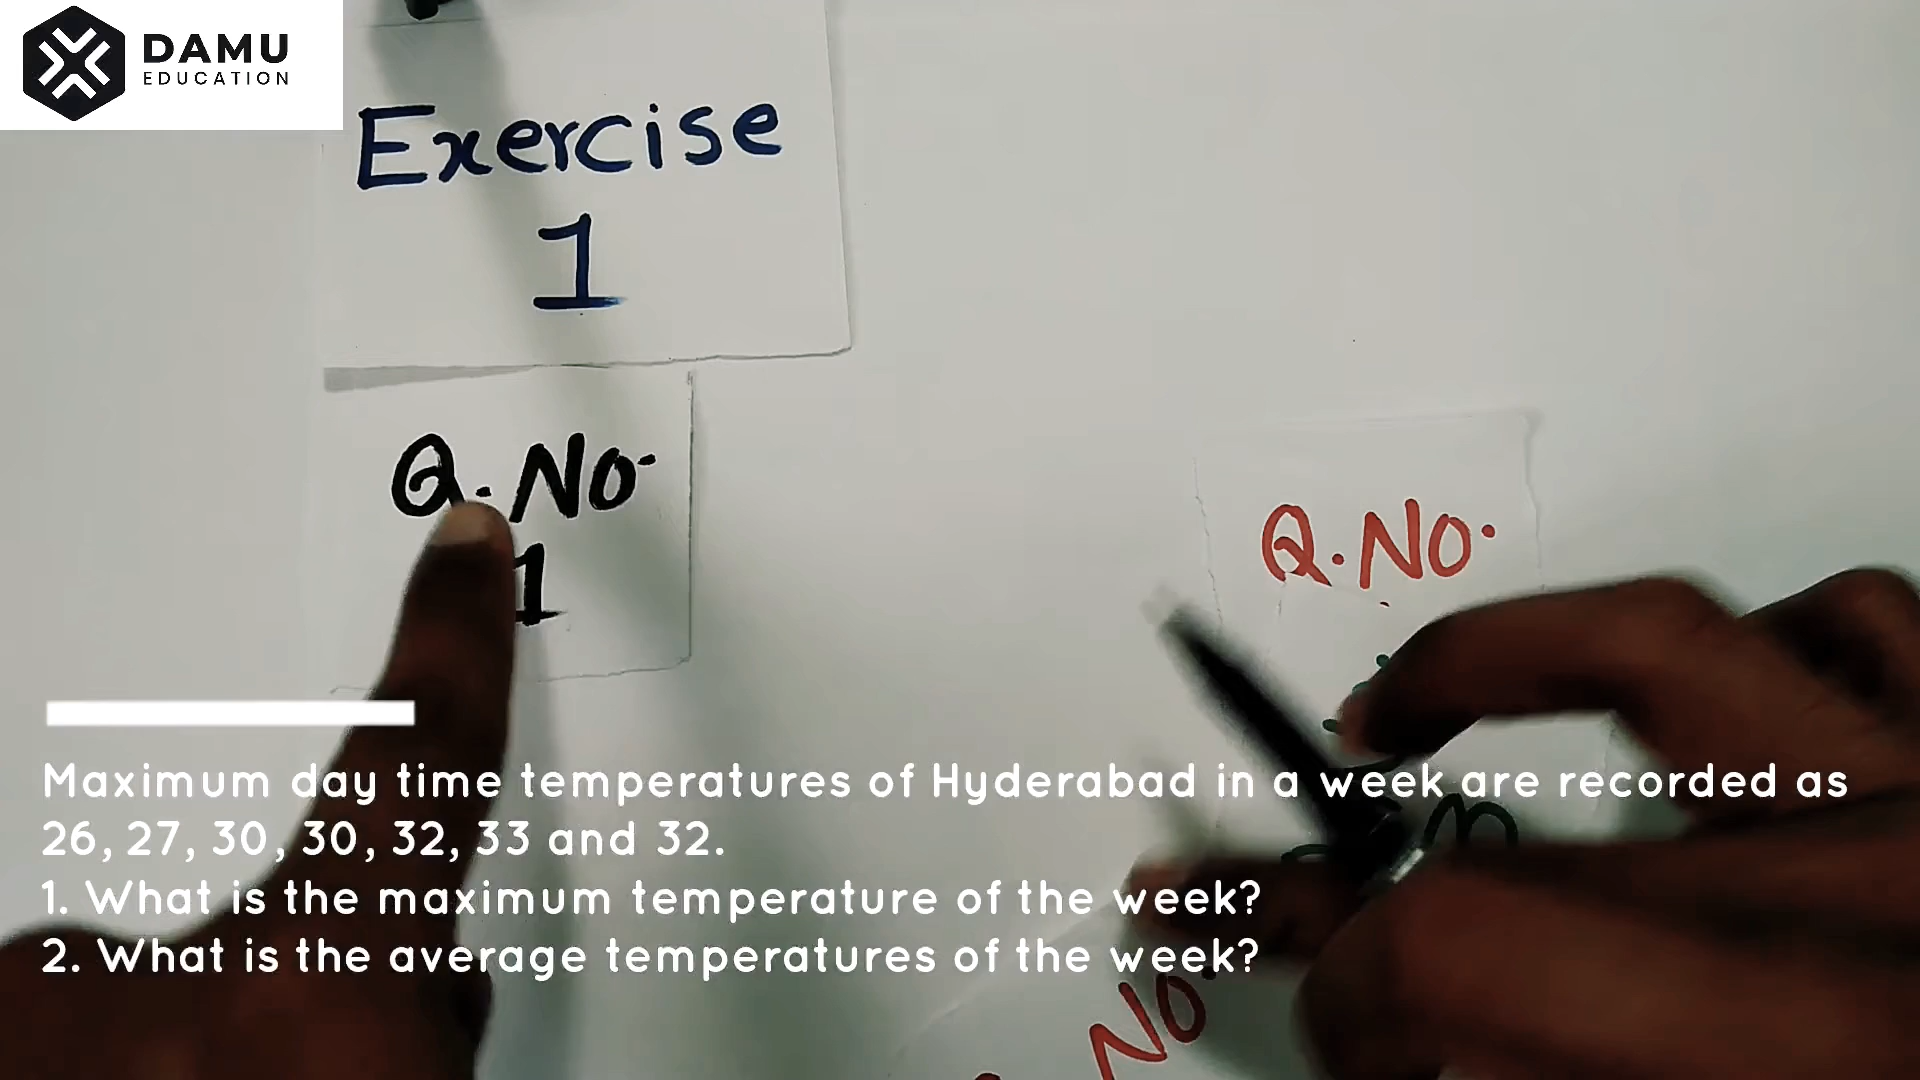 DAMU
EDUCATION
Exercise
1
Q.No.
1
Q.No.
Maximum day time temperatures of Hyderabad in a week are recorded as
26, 27, 30, 30, 32, 33 and 32.
1. What is the maximum temperature of the week?
2. What is the average temperatures of the week?
No.